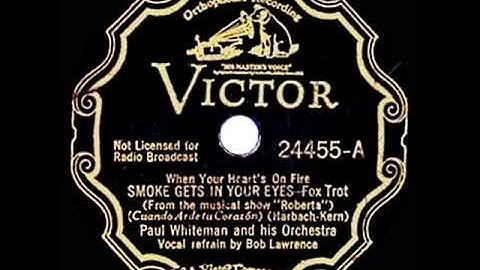 Orthophonic Recording
"HIS MASTER'S VOICE"
VICTOR
Not Licensed for
Radio Broadcast
24455-A
When Your Heart's On Fire
SMOKE GETS IN YOUR EYES—Fox Trot
(From the musical show "Roberta")
(Cuando Arde tu Corazón) (Harbach-Kern)
Paul Whiteman and his Orchestra
Vocal refrain by Bob Lawrence